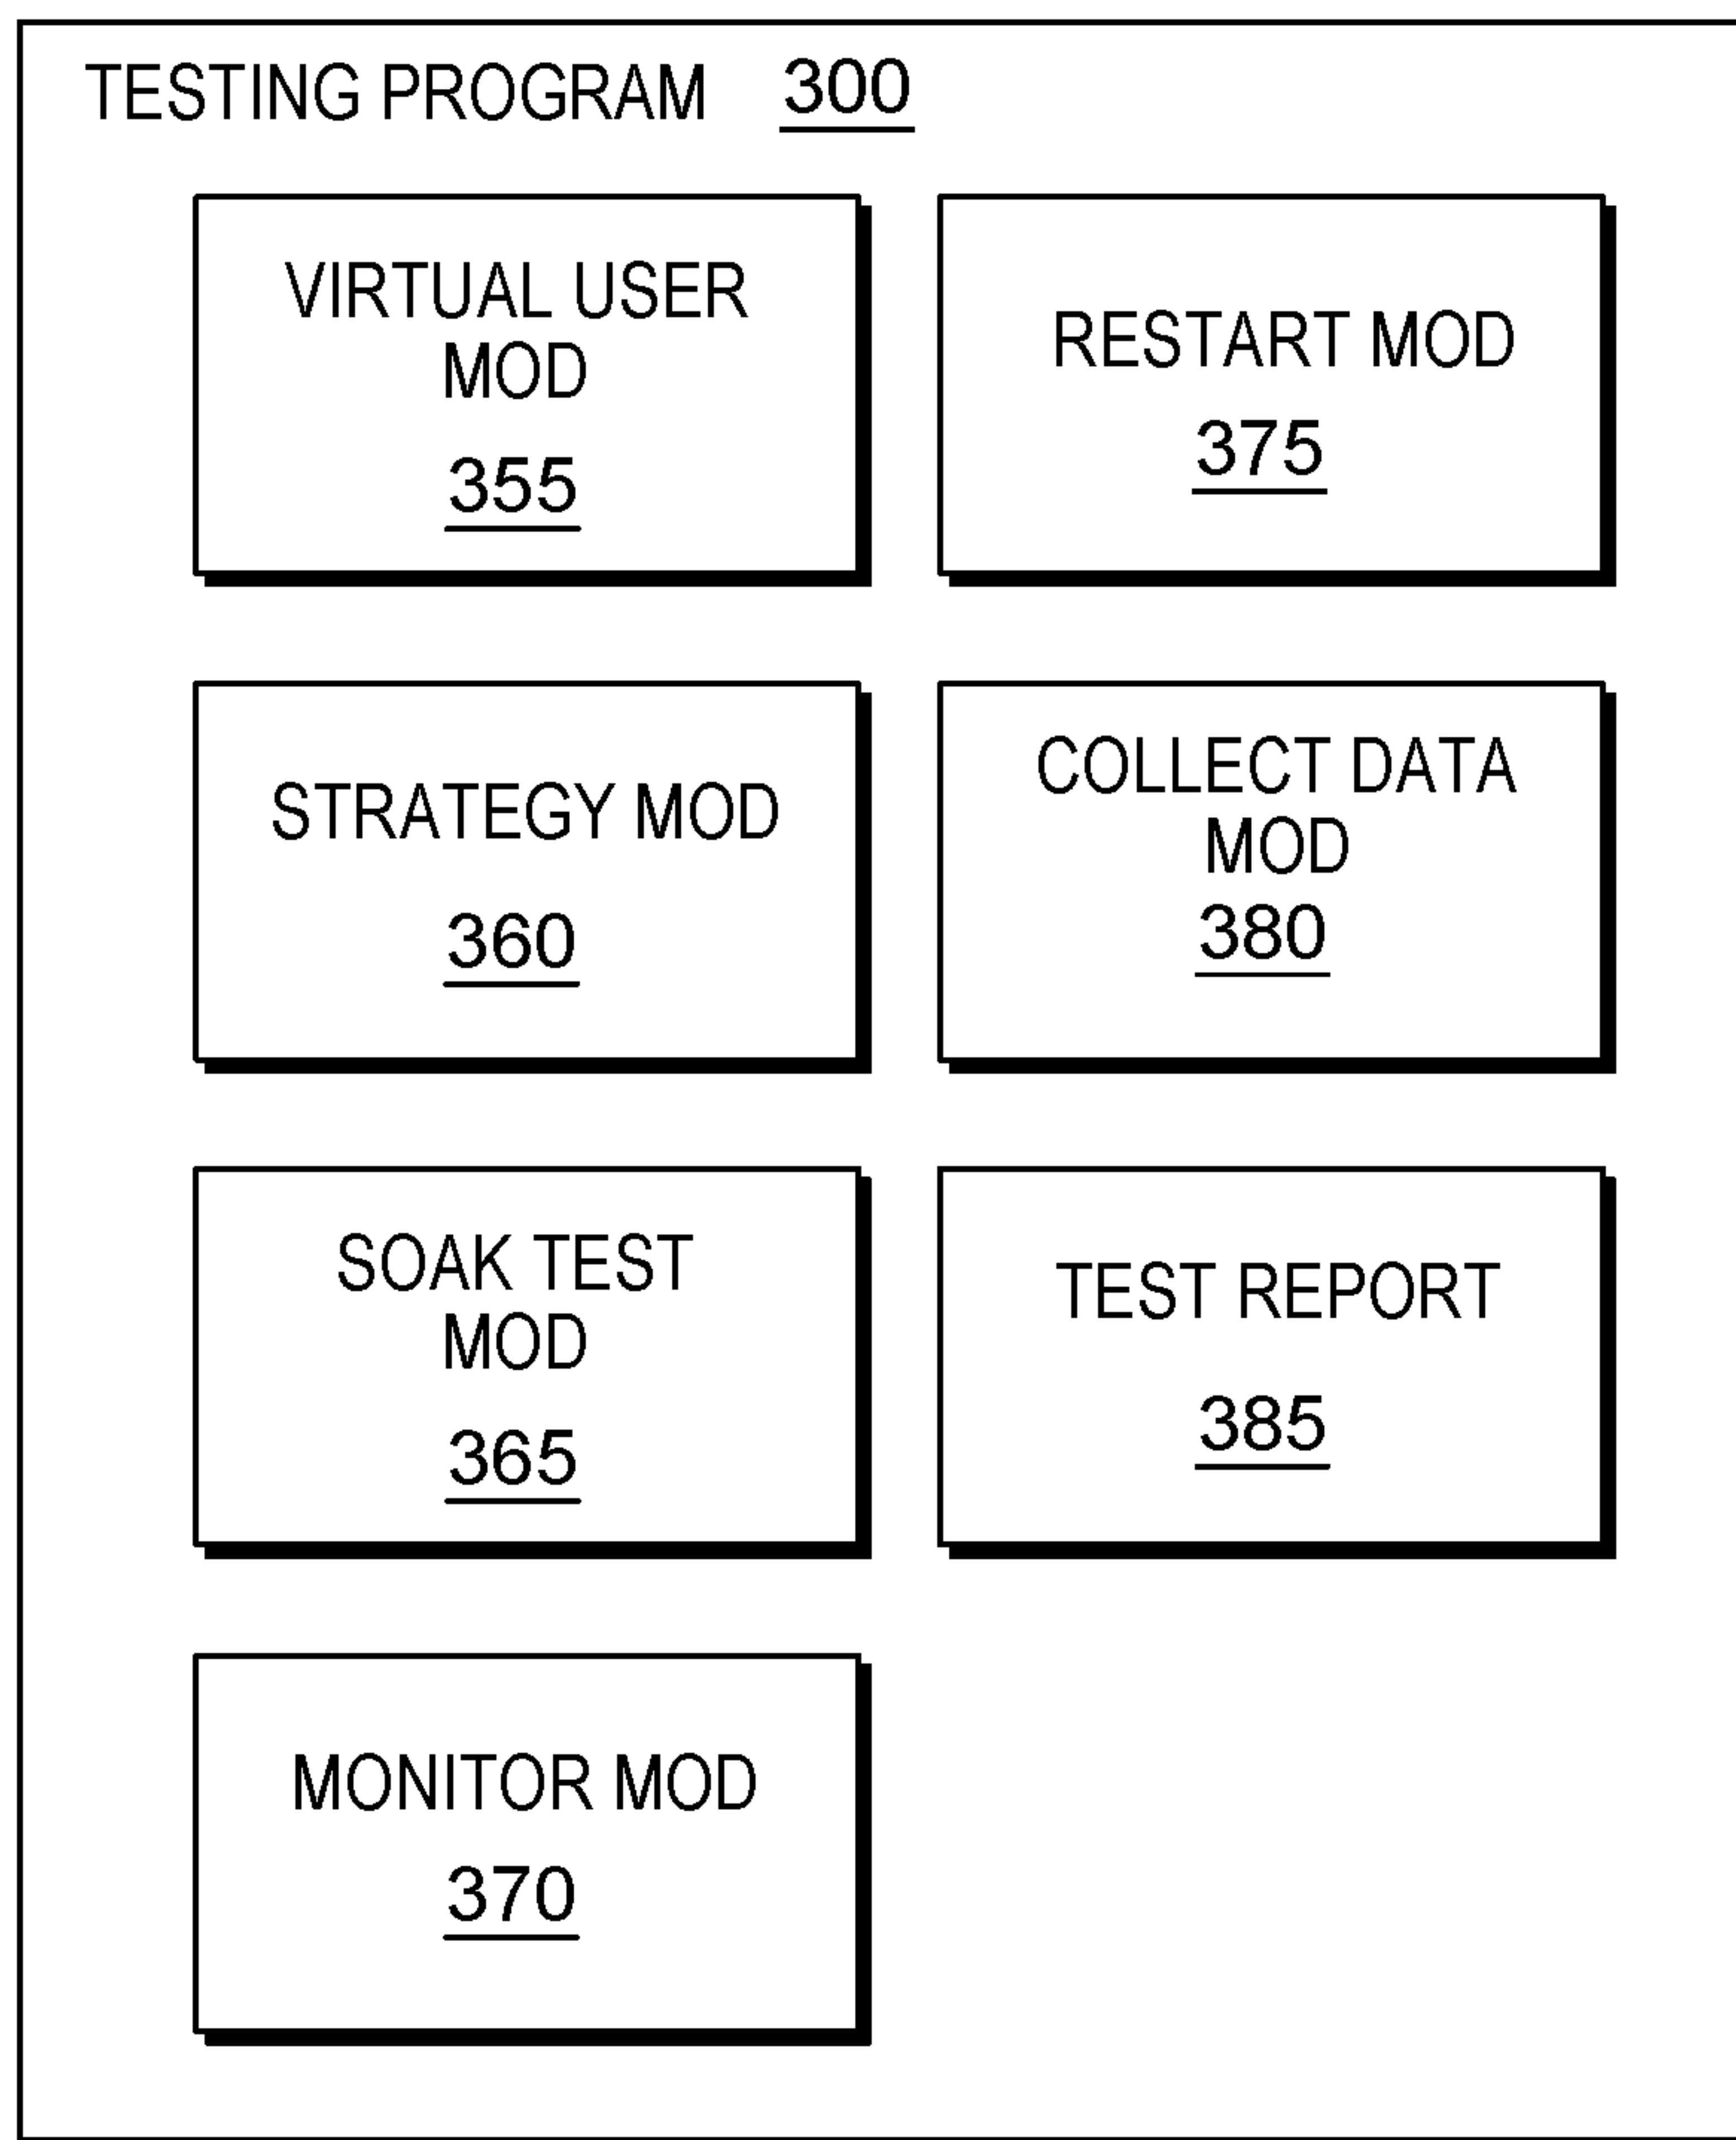 TESTING PROGRAM 300
VIRTUAL USER
MOD
355
STRATEGY MOD
360
SOAK TEST
MOD
365
MONITOR MOD
370
RESTART MOD
375
COLLECT DATA
MOD
380
TEST REPORT
385